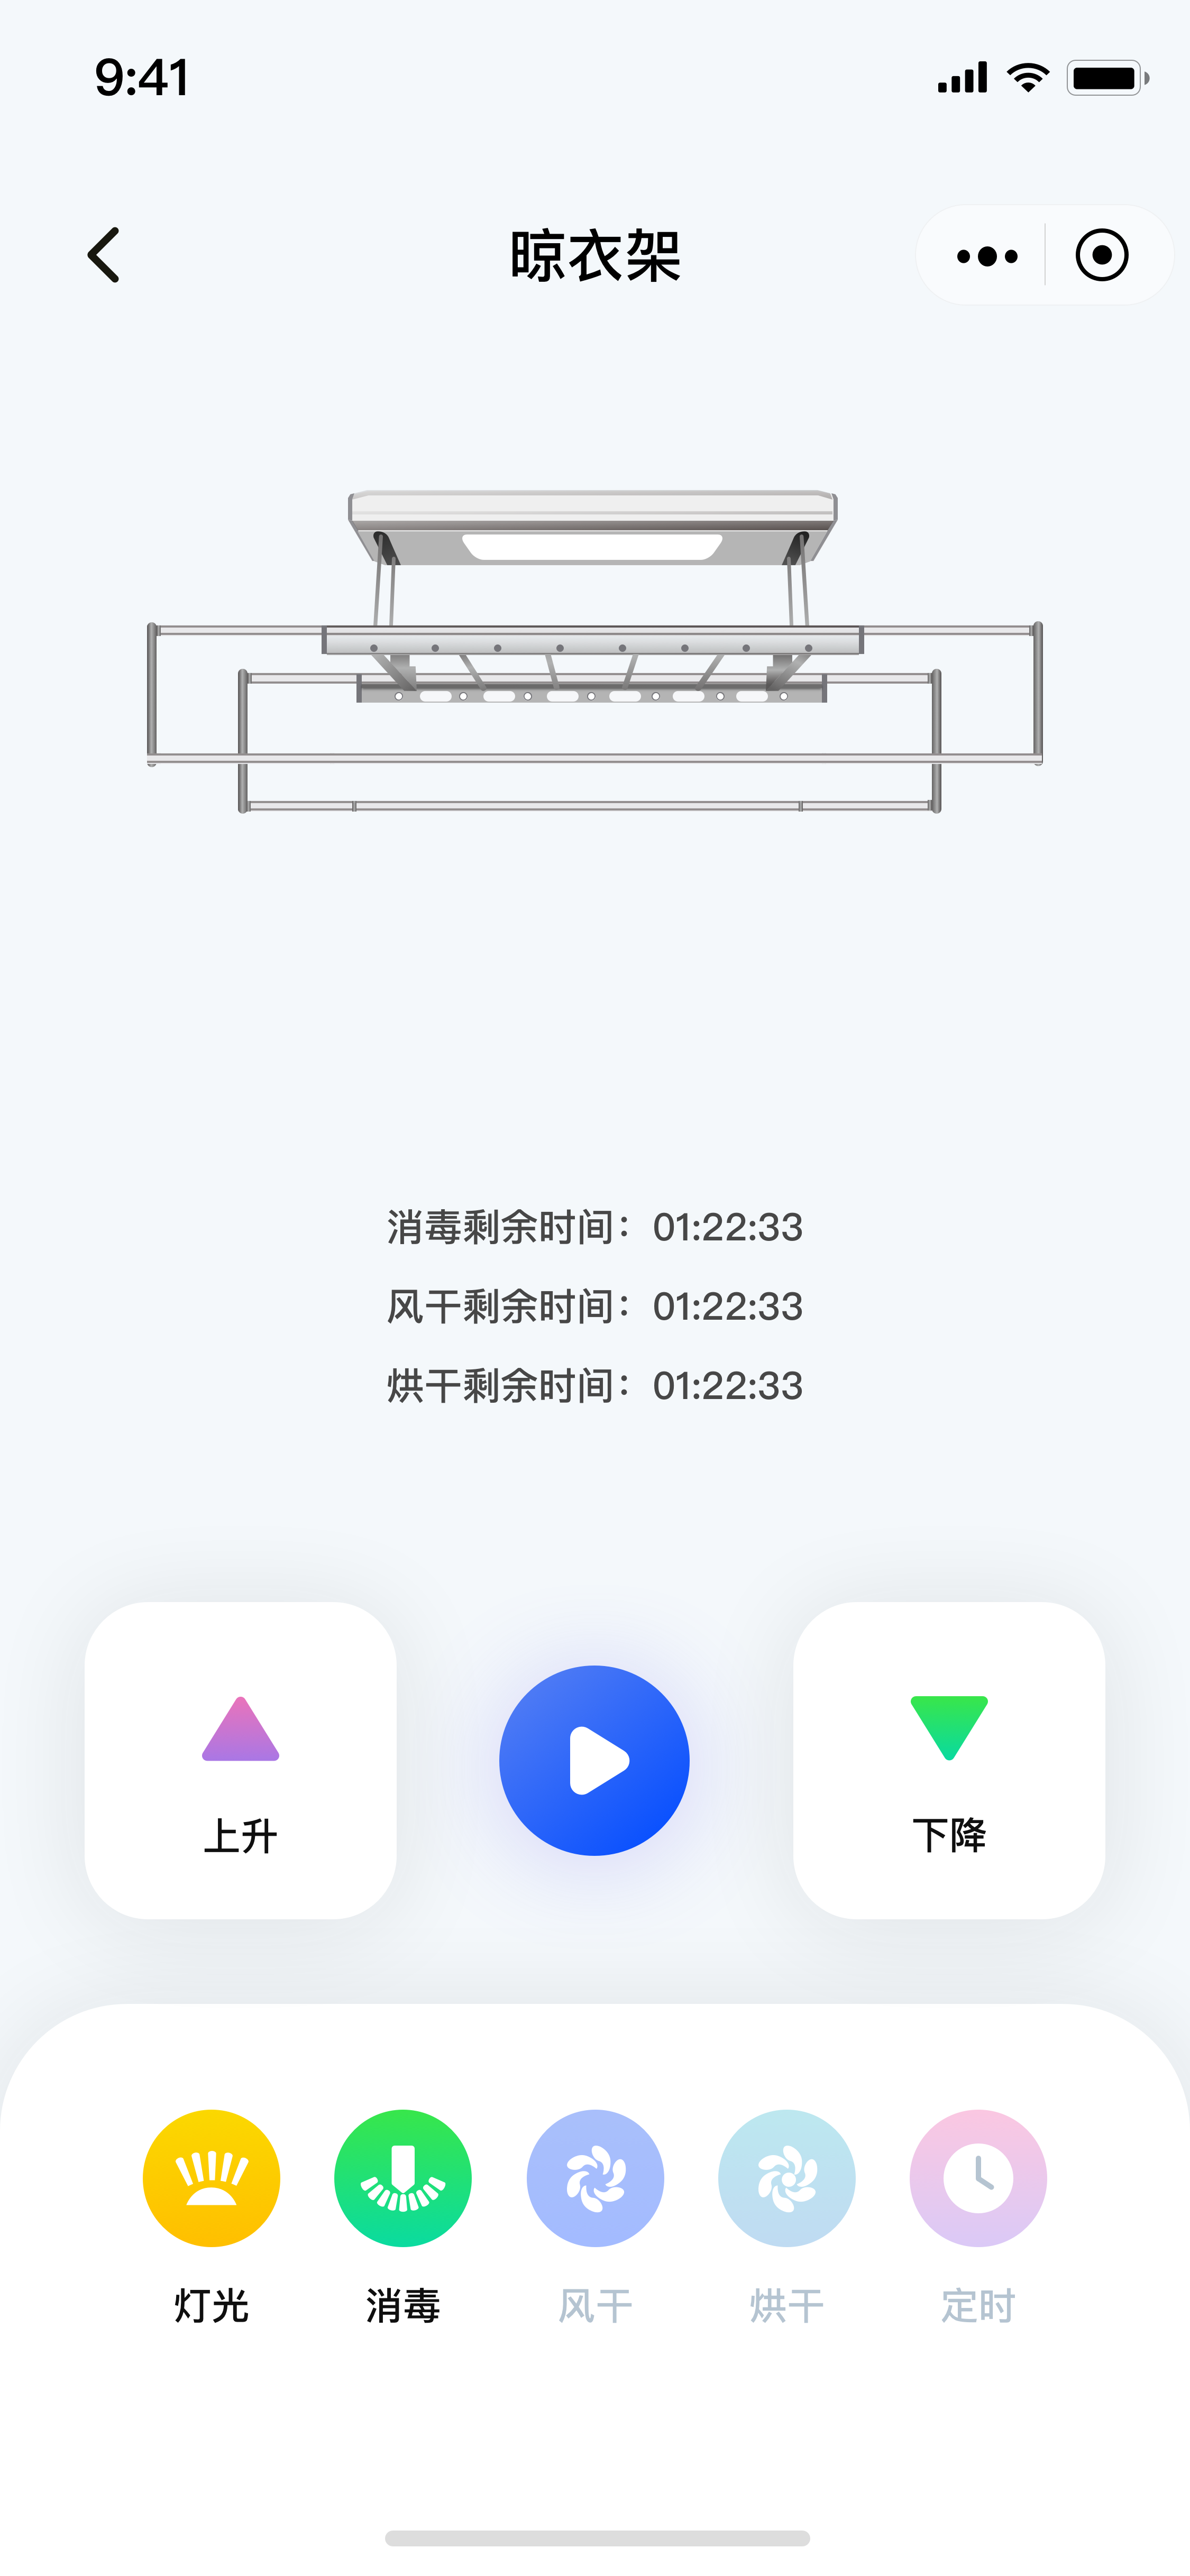 9:41
晾衣架
消毒剩余时间：01:22:33
风干剩余时间：01:22:33
烘干剩余时间：01:22:33
上升
下降
灯光 消毒 风干 烘干 定时